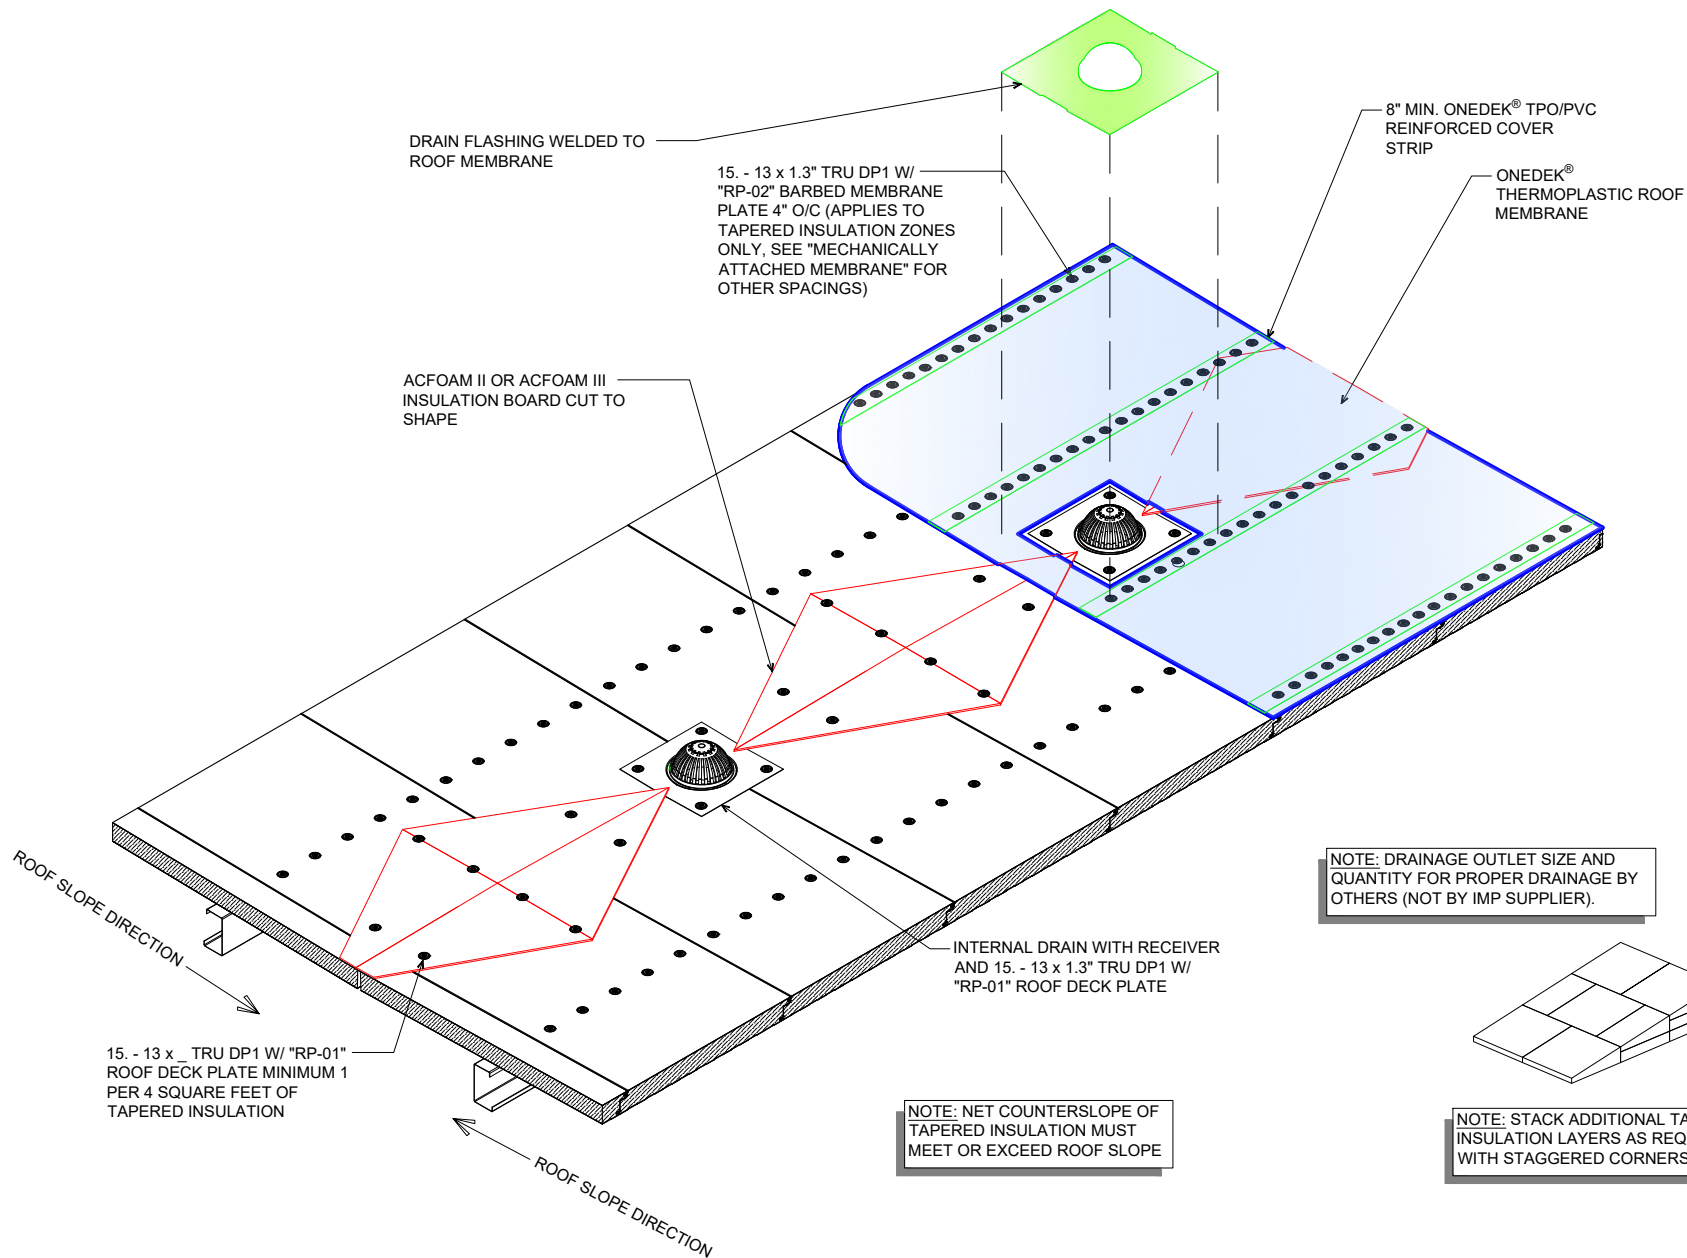 DRAIN FLASHING WELDED TO
ROOF MEMBRANE
15. - 13 x 1.3" TRU DP1 W/
"RP-02" BARBED MEMBRANE
PLATE 4" O/C (APPLIES TO
TAPERED INSULATION ZONES
ONLY, SEE "MECHANICALLY
ATTACHED MEMBRANE" FOR
OTHER SPACINGS)
8" MIN. ONEDEK® TPO/PVC
REINFORCED COVER
STRIP
ONEDEK®
THERMOPLASTIC ROOF
MEMBRANE
ACFOAM II OR ACFOAM III
INSULATION BOARD CUT TO
SHAPE
NOTE: DRAINAGE OUTLET SIZE AND
QUANTITY FOR PROPER DRAINAGE BY
OTHERS (NOT BY IMP SUPPLIER).
ROOF SLOPE DIRECTION
INTERNAL DRAIN WITH RECEIVER
AND 15. - 13 x 1.3" TRU DP1 W/
"RP-01" ROOF DECK PLATE
15. - 13 x _ TRU DP1 W/ "RP-01"
ROOF DECK PLATE MINIMUM 1
PER 4 SQUARE FEET OF
TAPERED INSULATION
NOTE: NET COUNTERSLOPE OF
TAPERED INSULATION MUST
MEET OR EXCEED ROOF SLOPE
NOTE: STACK ADDITIONAL TA
INSULATION LAYERS AS REQ
WITH STAGGERED CORNERS
ROOF SLOPE DIRECTION